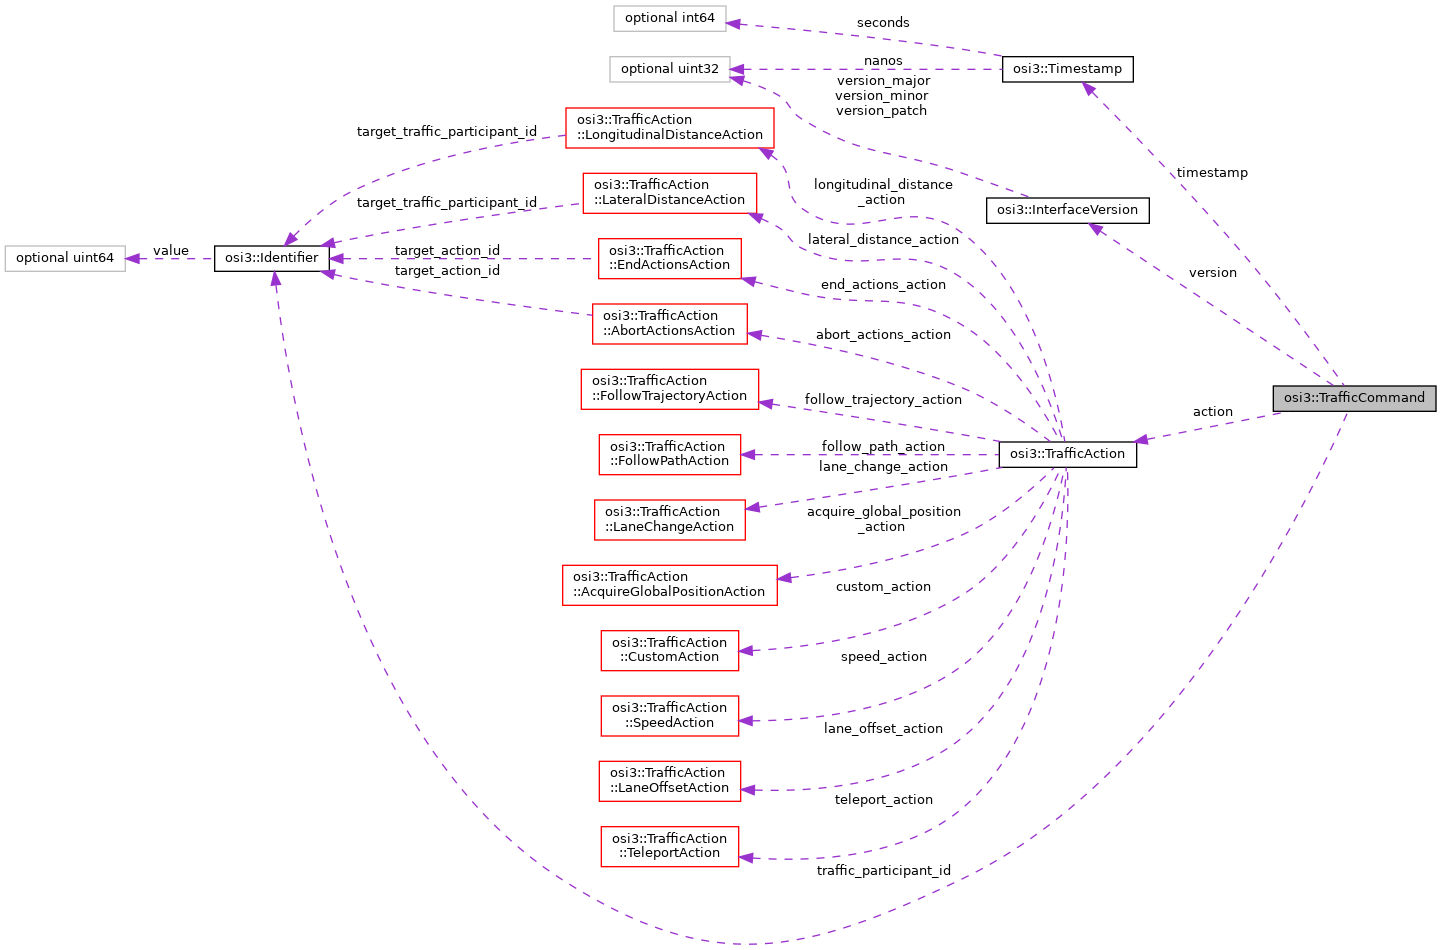 optional int64
seconds
optional uint32
nanos
osi3::Timestamp
version_major
version_minor
version_patch
osi3::TrafficAction
::LongitudinalDistanceAction
target_traffic_participant_id
timestamp
osi3::TrafficAction
::LateralDistanceAction
longitudinal_distance
_action
target_traffic_participant_id
osi3::InterfaceVersion
lateral_distance_action
optional uint64
value
osi3::Identifier
target_action_id
osi3::TrafficAction
::EndActionsAction
target_action_id
version
end_actions_action
osi3::TrafficAction
::AbortActionsAction
abort_actions_action
osi3::TrafficAction
::FollowTrajectoryAction
follow_trajectory_action
osi3::TrafficCommand
action
osi3::TrafficAction
::FollowPathAction
follow_path_action
osi3::TrafficAction
lane_change_action
osi3::TrafficAction
::LaneChangeAction
acquire_global_position
_action
osi3::TrafficAction
::AcquireGlobalPositionAction
custom_action
osi3::TrafficAction
::CustomAction
speed_action
osi3::TrafficAction
::SpeedAction
lane_offset_action
osi3::TrafficAction
::LaneOffsetAction
teleport_action
osi3::TrafficAction
::TeleportAction
traffic_participant_id